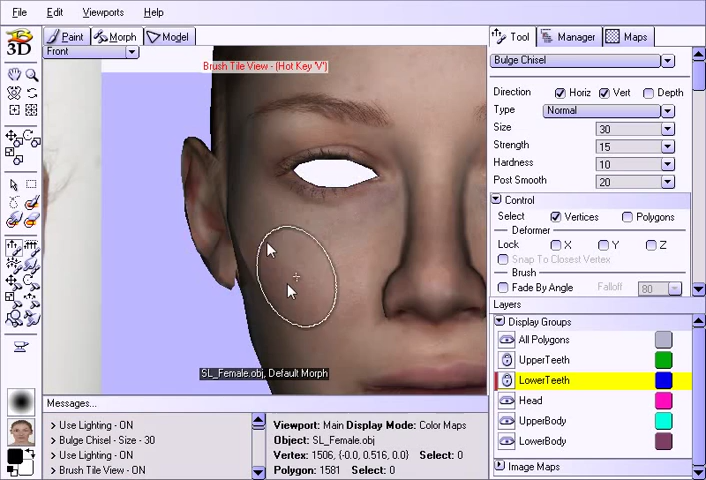 File Edit Viewports Help
3D Paint Morph Model Tool Manager Maps
Front
Brush Tile View - (Hot Key 'V')
Bulge Chisel
Direction Horiz Vert Depth
Type Normal
Size 30
Strength 15
Hardness 10
Post Smooth 20
Control
Select Vertices Polygons
Deformer
Lock X Y Z
Snap To Closest Vertex
Brush
Fade By Angle Falloff 80
Layers
Display Groups
All Polygons
UpperTeeth
LowerTeeth
Head
UpperBody
LowerBody
Image Maps
SL_Female.obj, Default Morph
Messages...
> Use Lighting - ON
> Bulge Chisel - Size - 30
> Use Lighting - ON
> Brush Tile View - ON
Viewport: Main Display Mode: Color Maps
Object: SL_Female.obj
Vertex: 1506, {-0.0, 0.516, 0.0} Select: 0
Polygon: 1581 Select: 0